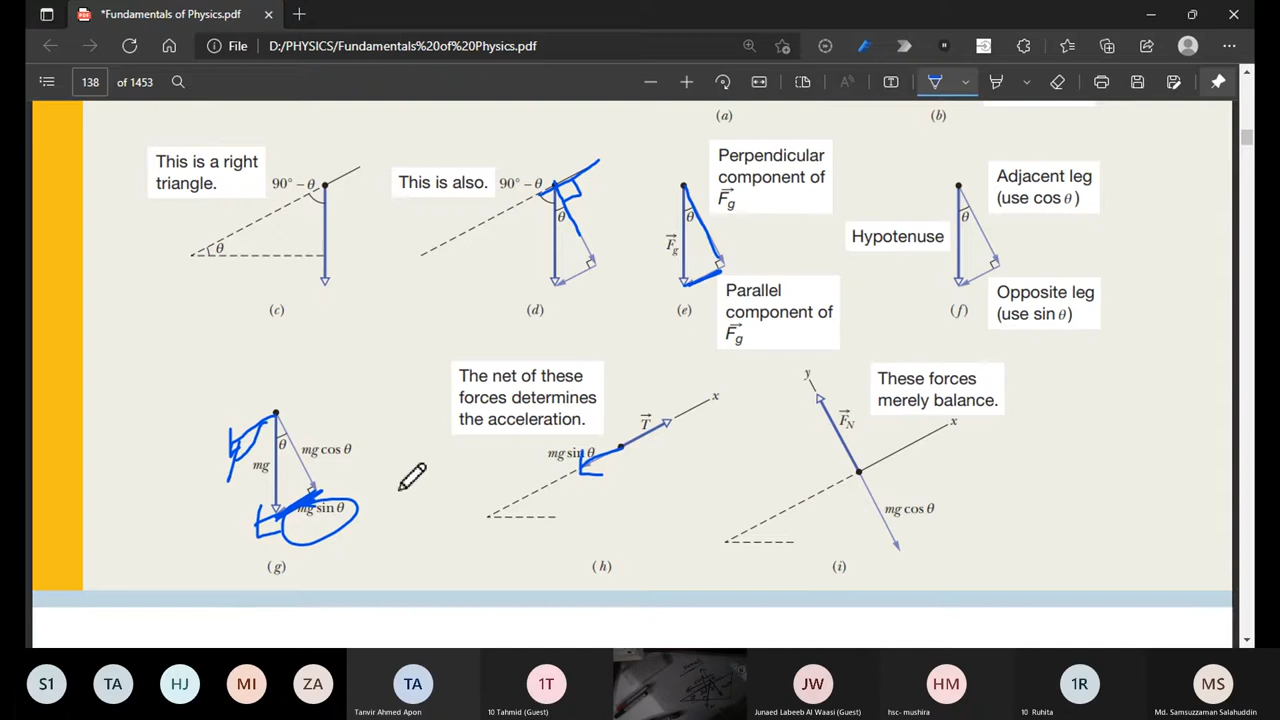 *Fundamentals of Physics.pdf
File
D:/PHYSICS/Fundamentals%20of%20Physics.pdf
138 of 1453
(a)
(b)
This is a right
triangle.
90° – θ
θ
(c)
This is also.
90° – θ
θ
(d)
Perpendicular
component of
F⃗g
θ
F⃗g
Parallel
component of
F⃗g
(e)
Hypotenuse
θ
Adjacent leg
(use cos θ)
Opposite leg
(use sin θ)
(f)
θ
mg cos θ
mg
mg sin θ
(g)
The net of these
forces determines
the acceleration.
T⃗
x
mg sin θ
(h)
y
F⃗N
These forces
merely balance.
x
mg cos θ
(i)
S1
TA
HJ
MI
ZA
TA
Tanvir Ahmed Apon
1T
10 Tahmid (Guest)
JW
Junaed Labeeb Al Waasi (Guest)
HM
hsc- mushira
1R
10 Ruhita
MS
Md. Samsuzzaman Salahuddin